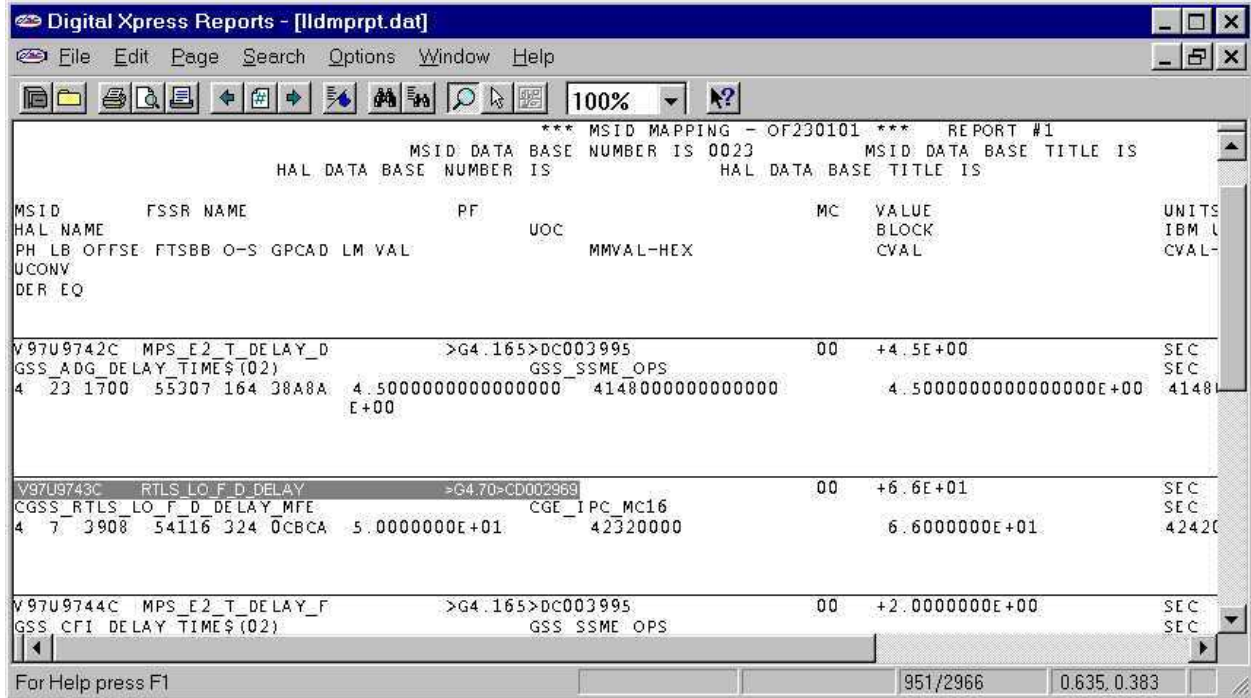 Digital Xpress Reports - [lldmprpt.dat]
File Edit Page Search Options Window Help
100%
*** MSID MAPPING - OF230101 *** REPORT #1
MSID DATA BASE NUMBER IS 0023 MSID DATA BASE TITLE IS
HAL DATA BASE NUMBER IS HAL DATA BASE TITLE IS
MSID FSSR NAME PF MC VALUE UNITS
HAL NAME UOC BLOCK IBM U
PH LB OFFSE FTSBB O-S GPCAD LM VAL MMVAL-HEX CVAL CVAL-
UCONV
DER EQ
V97U9742C MPS_E2_T_DELAY_D >G4.165>DC003995 00 +4.5E+00 SEC
GSS_ADG_DELAY_TIME$(02) GSS_SSME_OPS SEC
4 23 1700 55307 164 38A8A 4.5000000000000000 4148000000000000 4.5000000000000000E+00 4148
E+00
V97U9743C RTLS_LO_F_D_DELAY >G4.70>CD002969 00 +6.6E+01 SEC
CGSS_RTLS_LO_F_D_DELAY_MFE CGE_IPC_MC16 SEC
4 7 3908 54116 324 0CBCA 5.0000000E+01 42320000 6.6000000E+01 42420
V97U9744C MPS_E2_T_DELAY_F >G4.165>DC003995 00 +2.0000000E+00 SEC
GSS_CFI_DELAY_TIME$(02) GSS_SSME_OPS SEC
For Help press F1 951/2966 0.635, 0.383